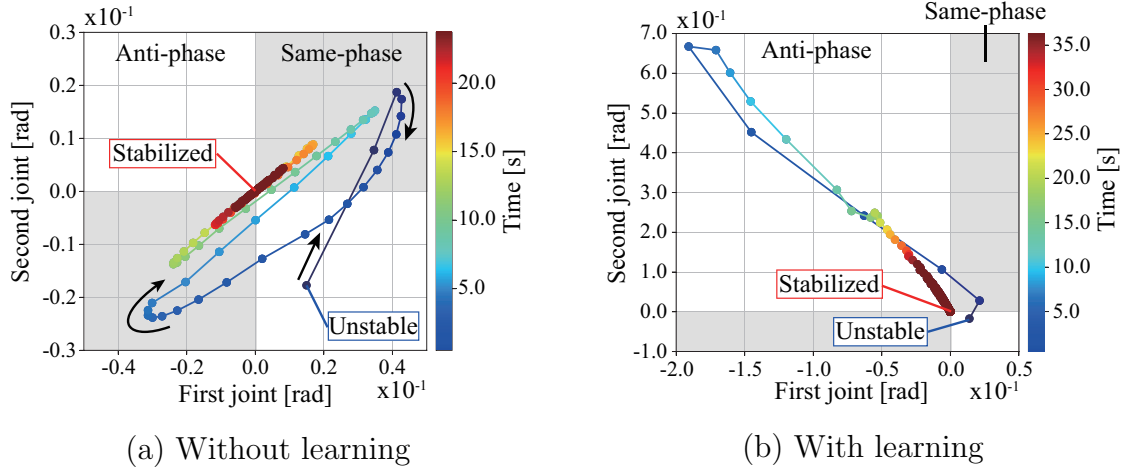 x10⁻¹
0.3
0.2
0.1
0.0
-0.1
-0.2
-0.3
Second joint [rad]
Anti-phase
Same-phase
Stabilized
Unstable
-0.4
-0.2
0.0
0.2
0.4
First joint [rad]
x10⁻¹
20.0
15.0
10.0
5.0
Time [s]
(a) Without learning
x10⁻¹
7.0
6.0
5.0
4.0
3.0
2.0
1.0
0.0
-1.0
Second joint [rad]
Same-phase
Anti-phase
Stabilized
Unstable
-2.0
-1.5
-1.0
-0.5
0.0
0.5
First joint [rad]
x10⁻¹
35.0
30.0
25.0
20.0
15.0
10.0
5.0
Time [s]
(b) With learning